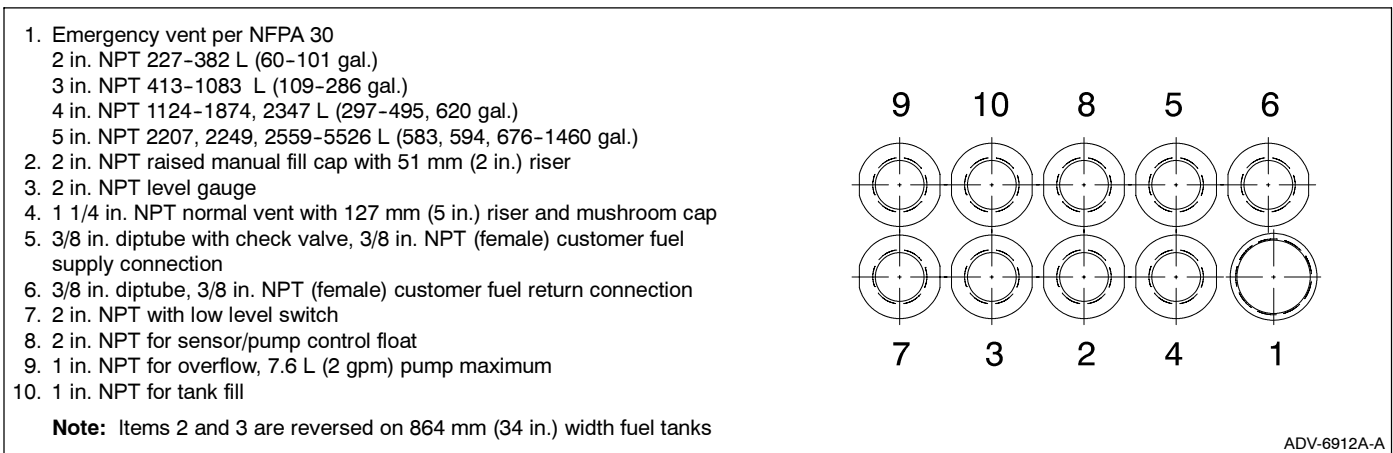 1. Emergency vent per NFPA 30
2 in. NPT 227-382 L (60-101 gal.)
3 in. NPT 413-1083 L (109-286 gal.)
4 in. NPT 1124-1874, 2347 L (297-495, 620 gal.)
5 in. NPT 2207, 2249, 2559-5526 L (583, 594, 676-1460 gal.)
2. 2 in. NPT raised manual fill cap with 51 mm (2 in.) riser
3. 2 in. NPT level gauge
4. 1 1/4 in. NPT normal vent with 127 mm (5 in.) riser and mushroom cap
5. 3/8 in. diptube with check valve, 3/8 in. NPT (female) customer fuel
supply connection
6. 3/8 in. diptube, 3/8 in. NPT (female) customer fuel return connection
7. 2 in. NPT with low level switch
8. 2 in. NPT for sensor/pump control float
9. 1 in. NPT for overflow, 7.6 L (2 gpm) pump maximum
10. 1 in. NPT for tank fill
Note: Items 2 and 3 are reversed on 864 mm (34 in.) width fuel tanks
9 10 8 5 6
7 3 2 4 1
ADV-6912A-A